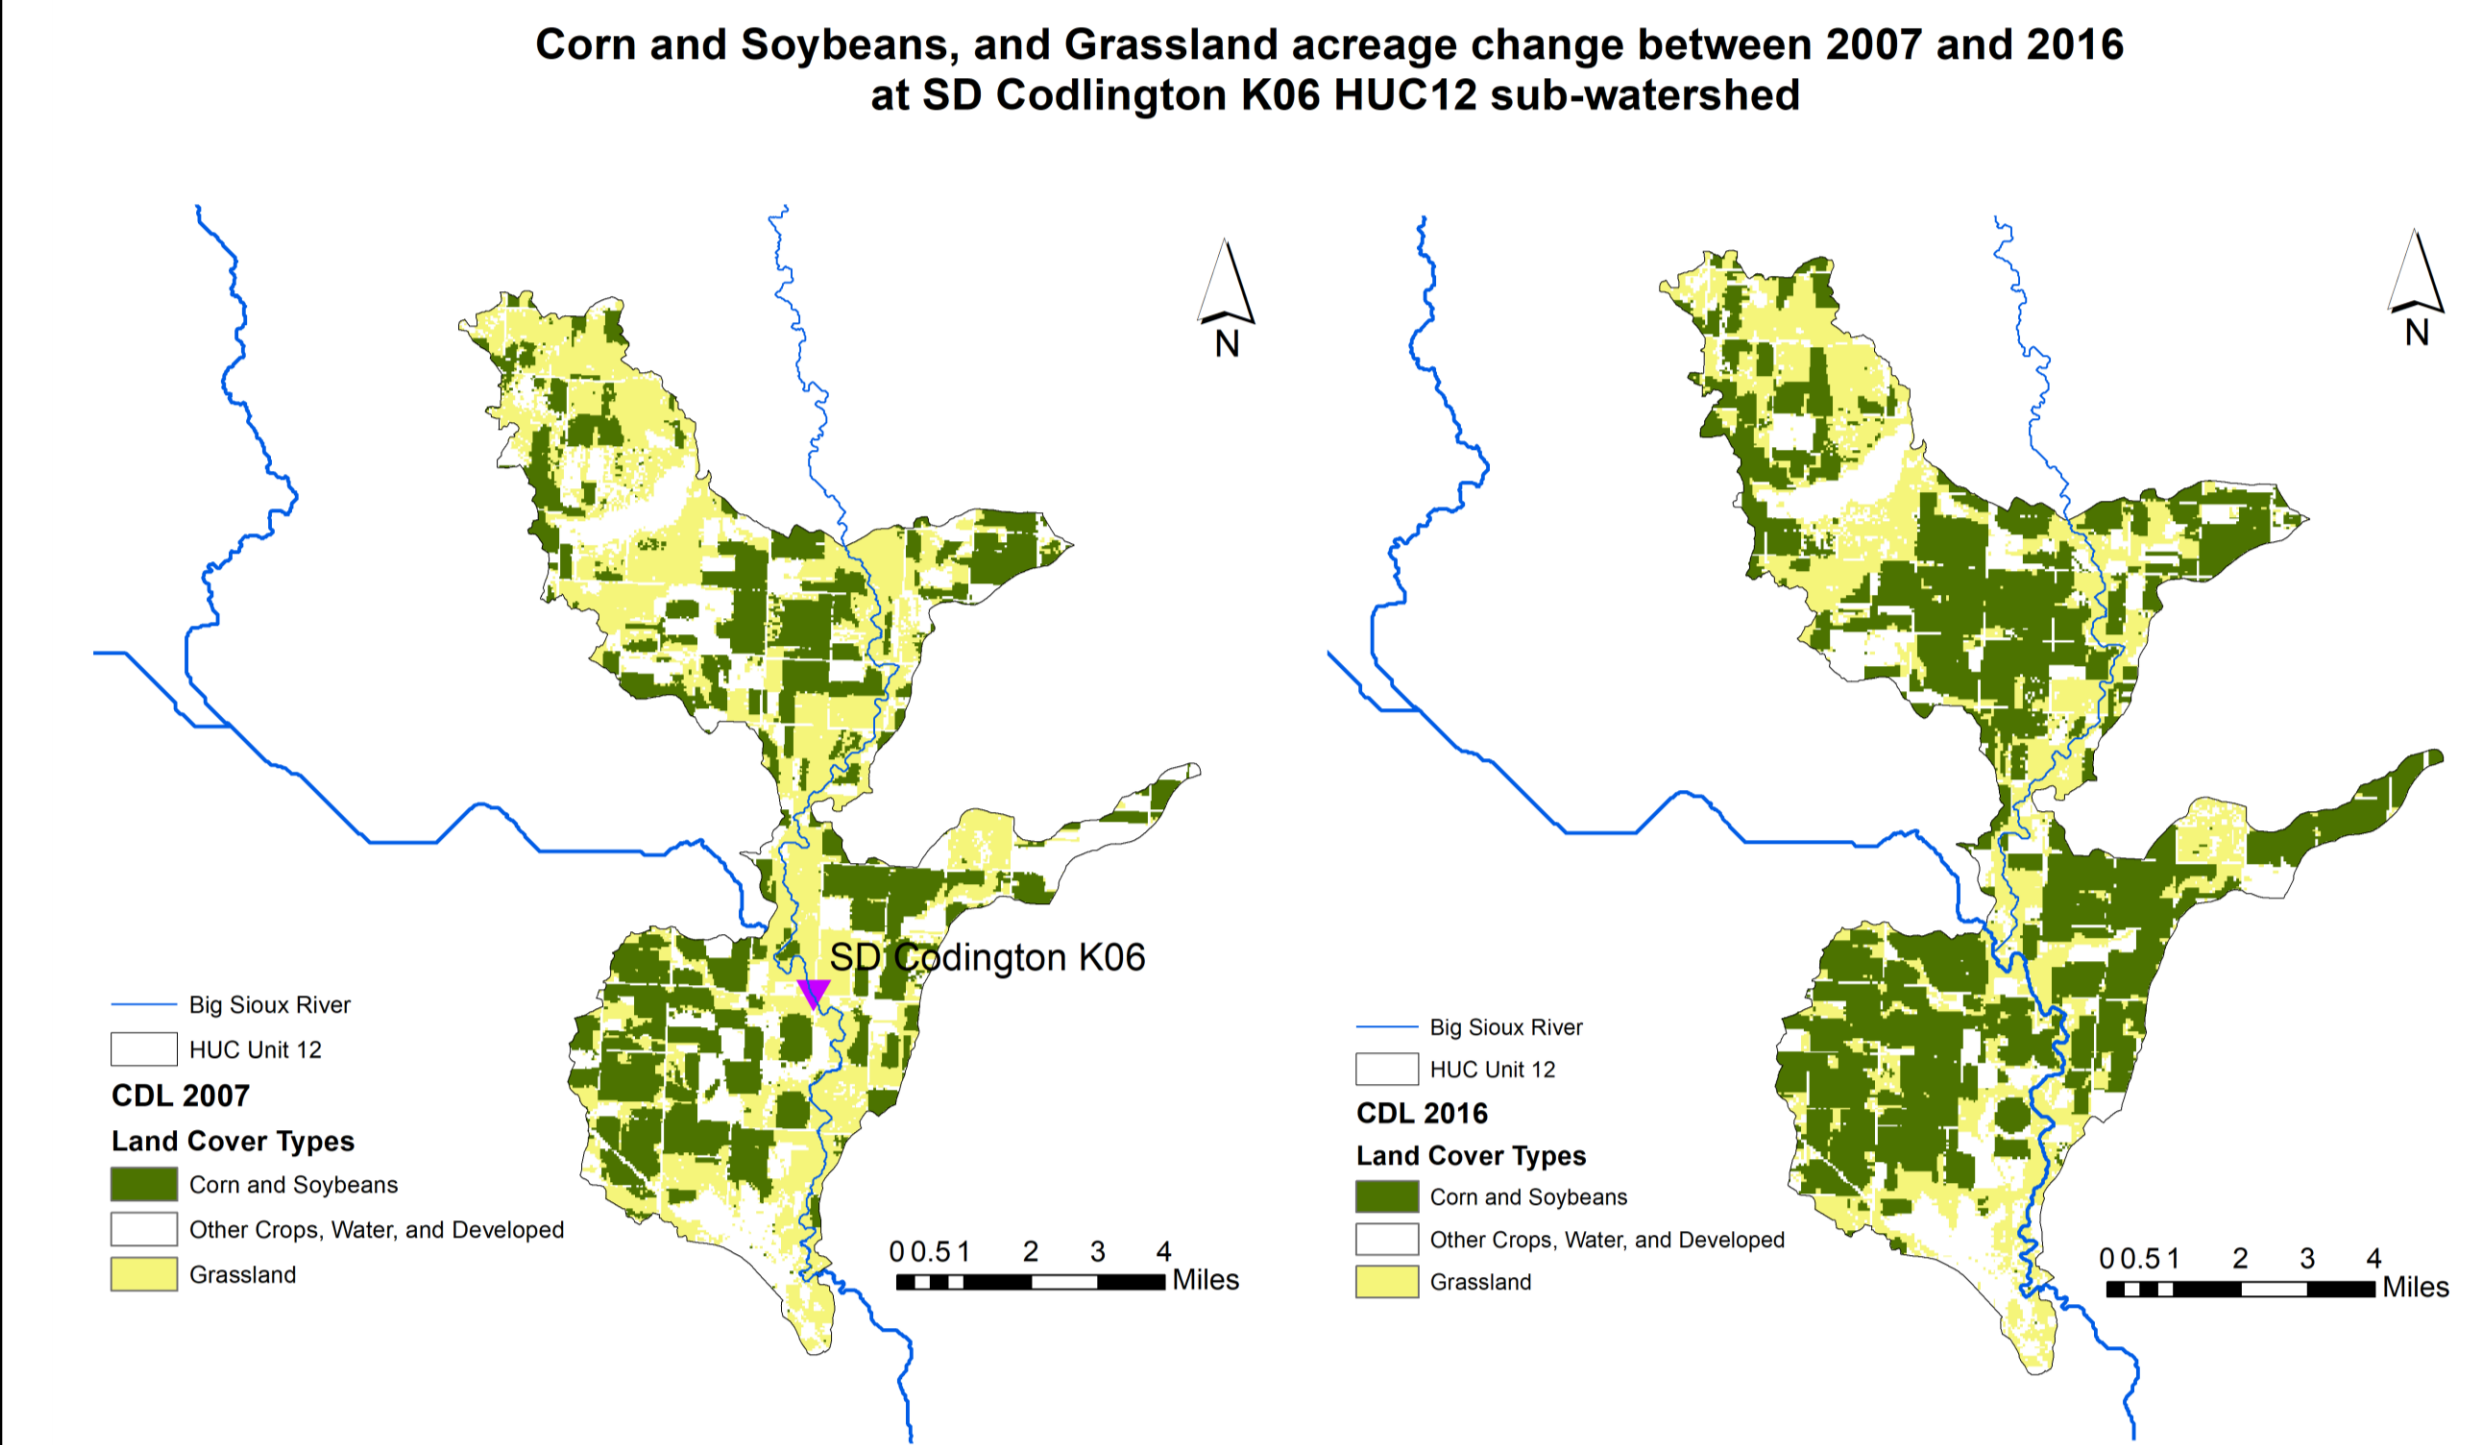 Corn and Soybeans, and Grassland acreage change between 2007 and 2016
at SD Codlington K06 HUC12 sub-watershed
N
SD Codington K06
Big Sioux River
HUC Unit 12
CDL 2007
Land Cover Types
Corn and Soybeans
Other Crops, Water, and Developed
Grassland
0 0.5 1 2 3 4
Miles
N
Big Sioux River
HUC Unit 12
CDL 2016
Land Cover Types
Corn and Soybeans
Other Crops, Water, and Developed
Grassland
0 0.5 1 2 3 4
Miles